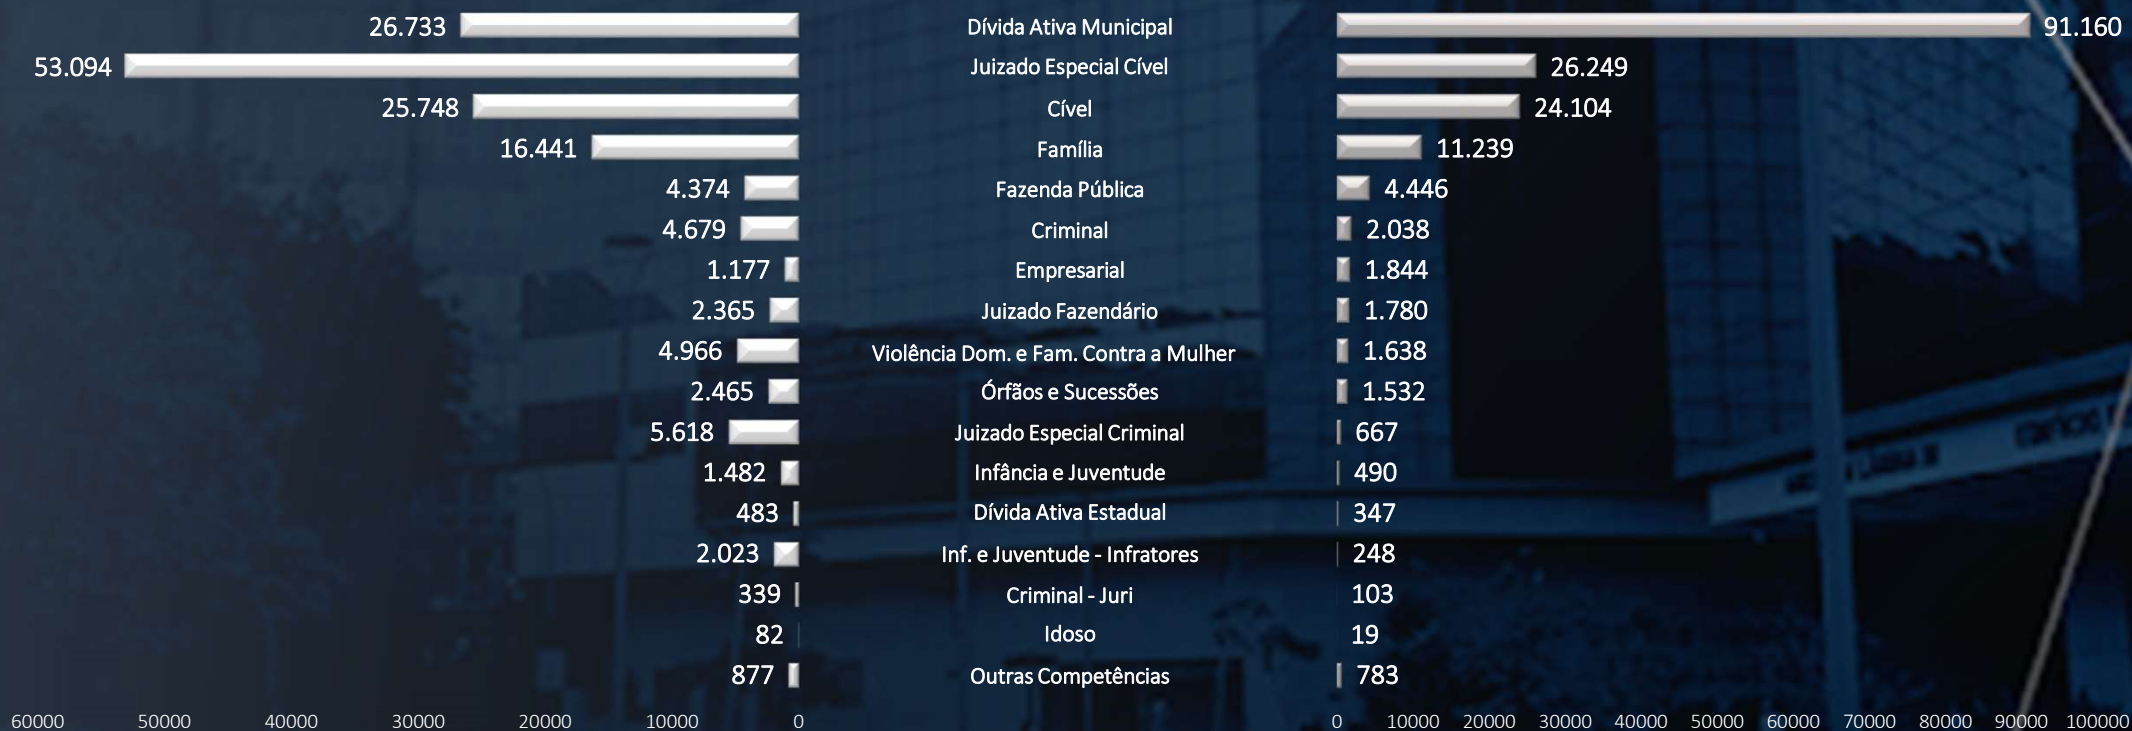 26.733 Dívida Ativa Municipal 91.160
53.094 Juizado Especial Cível 26.249
25.748 Cível 24.104
16.441 Família 11.239
4.374 Fazenda Pública 4.446
4.679 Criminal 2.038
1.177 Empresarial 1.844
2.365 Juizado Fazendário 1.780
4.966 Violência Dom. e Fam. Contra a Mulher 1.638
2.465 Órfãos e Sucessões 1.532
5.618 Juizado Especial Criminal 667
1.482 Infância e Juventude 490
483 Dívida Ativa Estadual 347
2.023 Inf. e Juventude - Infratores 248
339 Criminal - Juri 103
82 Idoso 19
877 Outras Competências 783
60000 50000 40000 30000 20000 10000 0 0 10000 20000 30000 40000 50000 60000 70000 80000 90000 100000